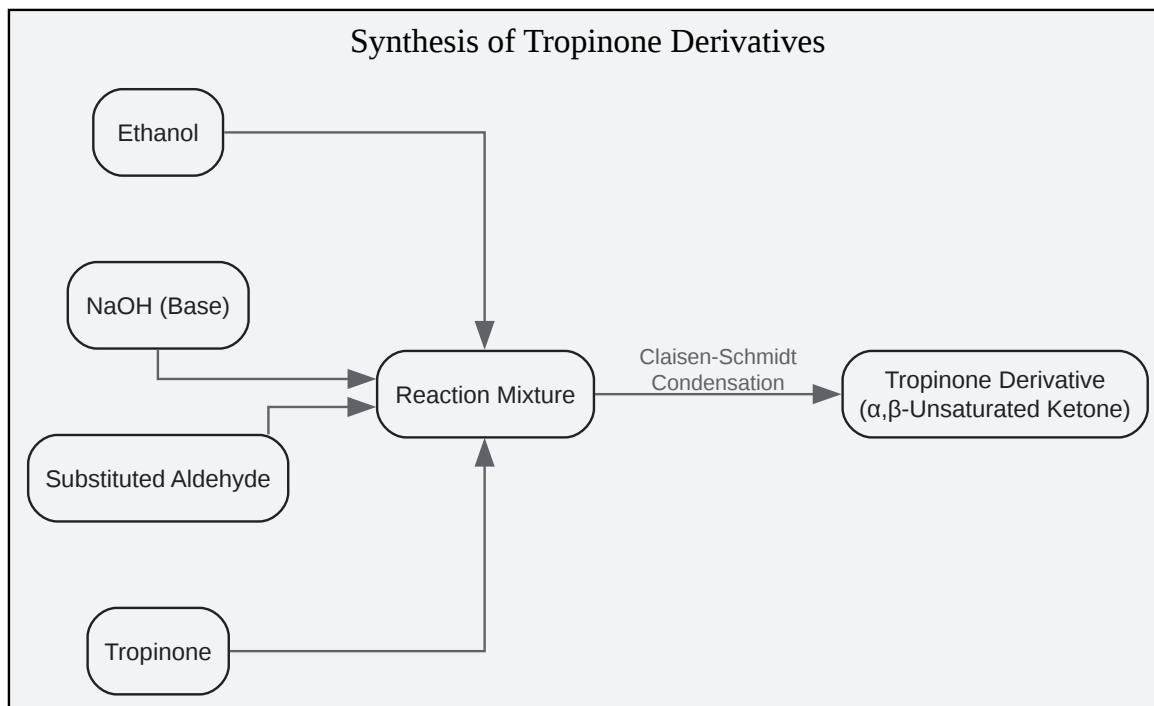 Synthesis of Tropinone Derivatives
Ethanol
NaOH (Base)
Claisen-Schmidt
Condensation
Reaction Mixture
Tropinone Derivative
(α,β-Unsaturated Ketone)
Substituted Aldehyde
Tropinone